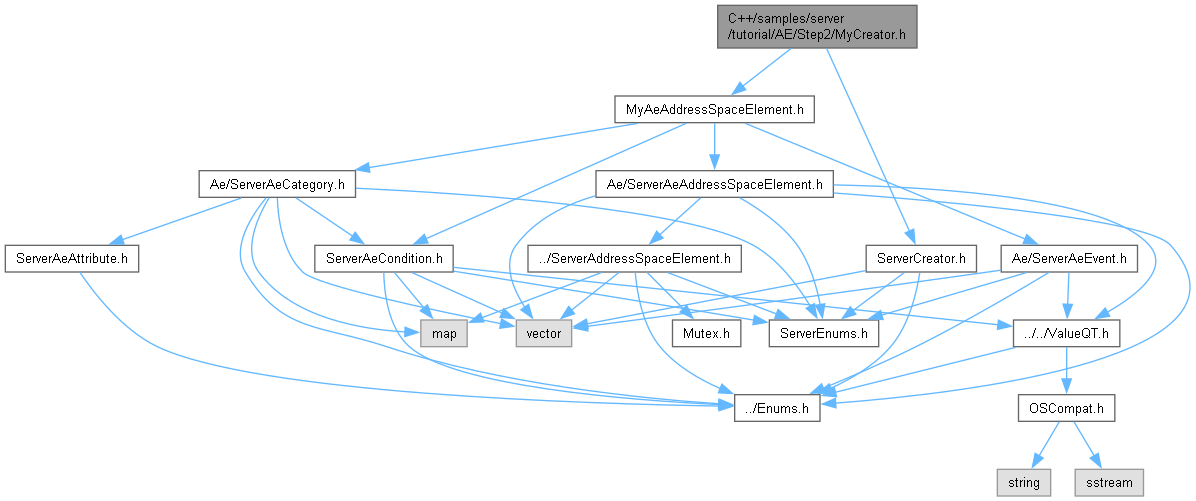 C++/samples/server
/tutorial/AE/Step2/MyCreator.h
MyAeAddressSpaceElement.h
Ae/ServerAeCategory.h
Ae/ServerAeAddressSpaceElement.h
ServerAeAttribute.h
ServerAeCondition.h
../ServerAddressSpaceElement.h
ServerCreator.h
Ae/ServerAeEvent.h
map
vector
Mutex.h
ServerEnums.h
../../ValueQT.h
../Enums.h
OSCompat.h
string
sstream